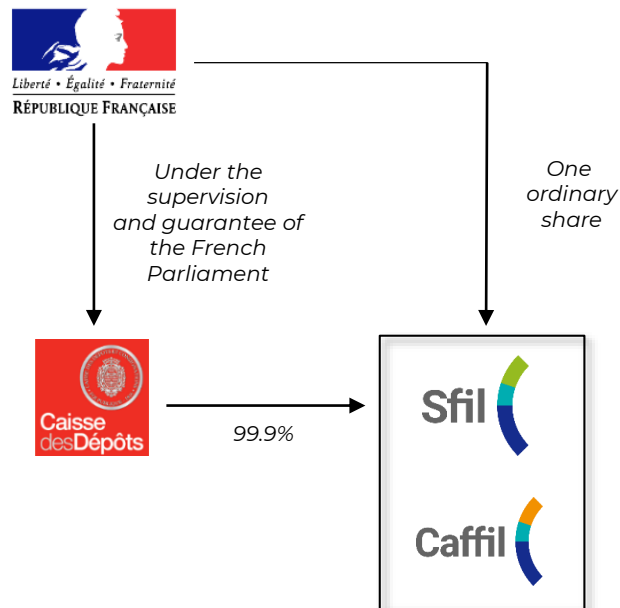 Liberté • Égalité • Fraternité
RÉPUBLIQUE FRANÇAISE
Under the
supervision
and guarantee of
the French
Parliament
One
ordinary
share
Caisse
desDépôts
99.9%
Sfil
Caffil